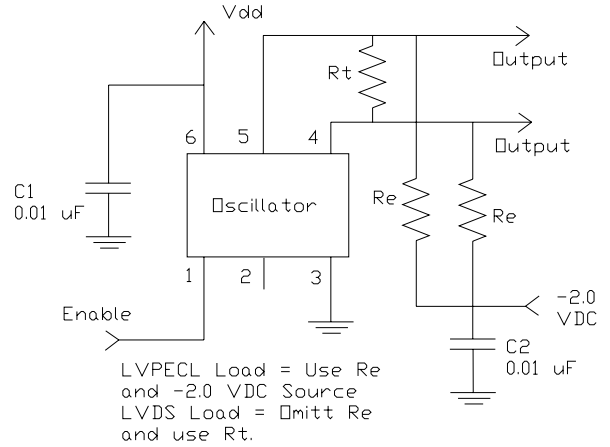 Vdd
Output
Rt
6
5
4
Output
C1
0.01 uF
Oscillator
Re
Re
1
2
3
-2.0
VDC
Enable
C2
0.01 uF
LVPECL Load = Use Re
and -2.0 VDC Source
LVDS Load = Omitt Re
and use Rt.